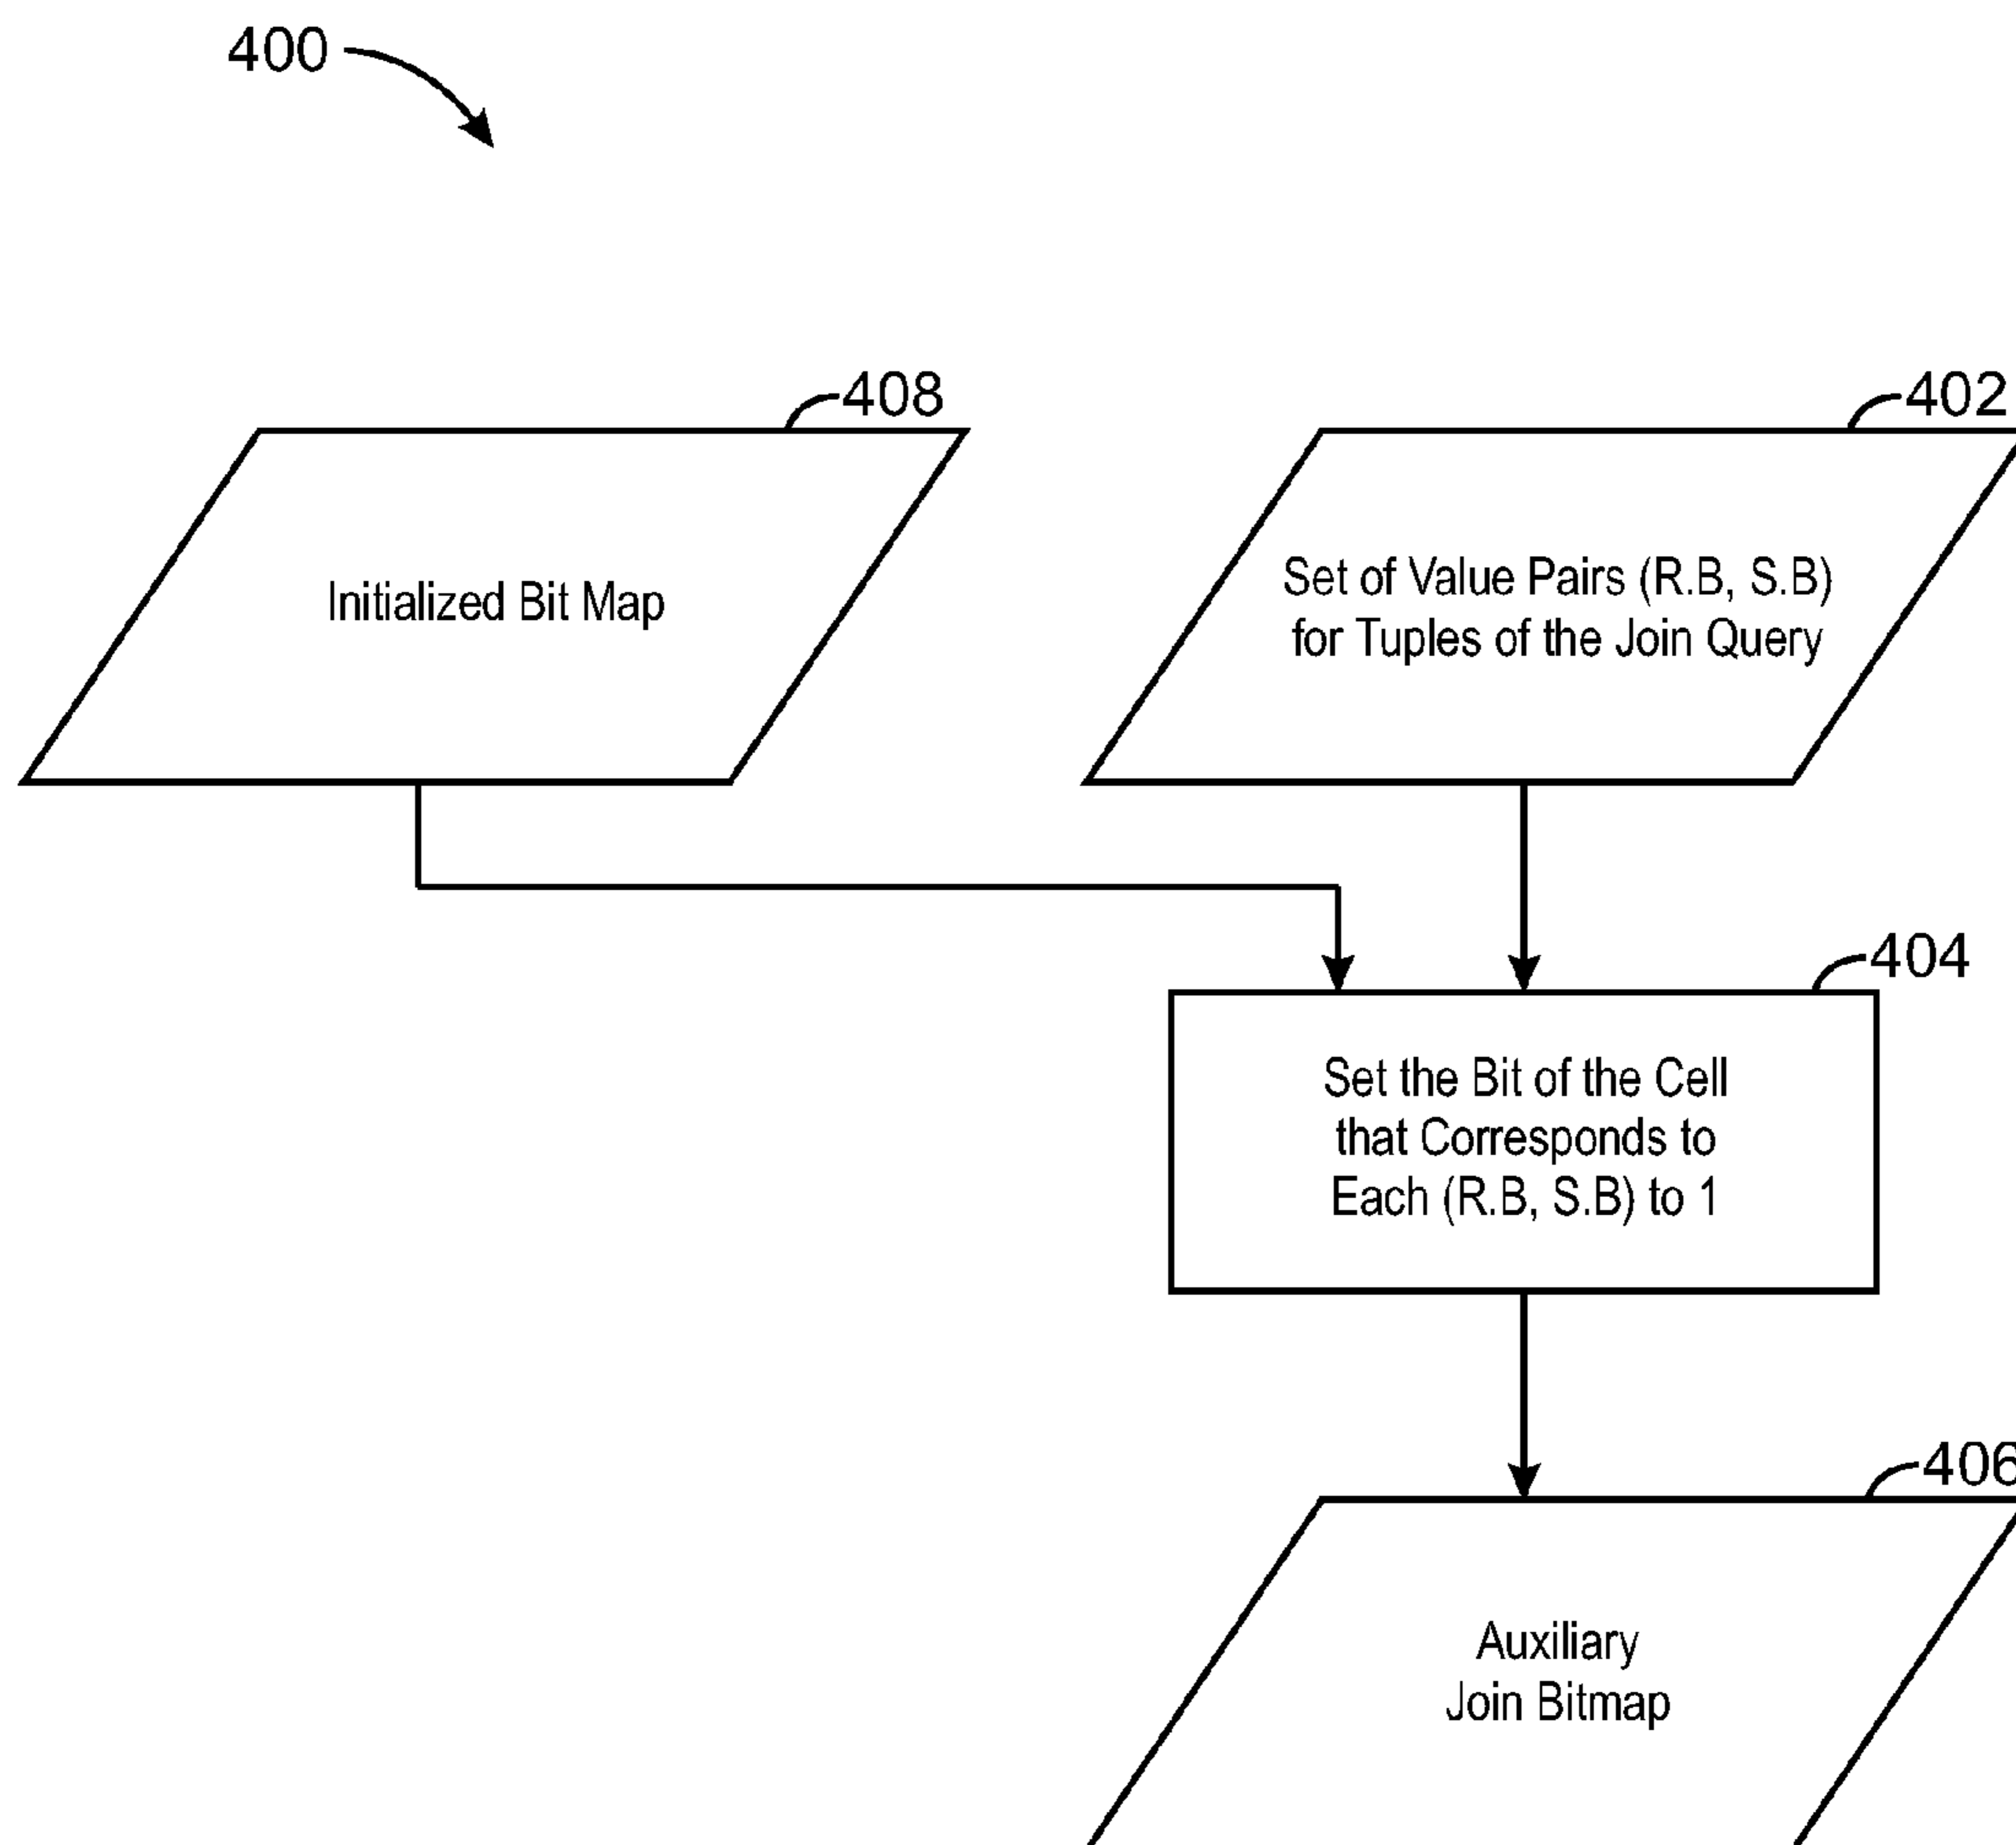 400
408
402
Initialized Bit Map
Set of Value Pairs (R.B, S.B)
for Tuples of the Join Query
404
Set the Bit of the Cell
that Corresponds to
Each (R.B, S.B) to 1
406
Auxiliary
Join Bitmap